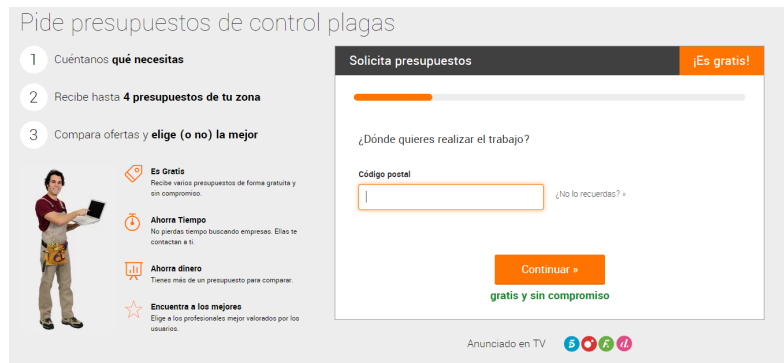 Pide presupuestos de control plagas
1 Cuéntanos qué necesitas
2 Recibe hasta 4 presupuestos de tu zona
3 Compara ofertas y elige (o no) la mejor
Es Gratis
Recibe varios presupuestos de forma gratuita y
sin compromiso.
Ahorra Tiempo
No pierdas tiempo buscando empresas. Ellas te
contactan a ti.
Ahorra dinero
Tienes más de un presupuesto para comparar.
Encuentra a los mejores
Elige a los profesionales mejor valorados por los
usuarios.
Solicita presupuestos
¡Es gratis!
¿Dónde quieres realizar el trabajo?
Código postal
¿No lo recuerdas? »
Continuar »
gratis y sin compromiso
Anunciado en TV
5
F.
d.